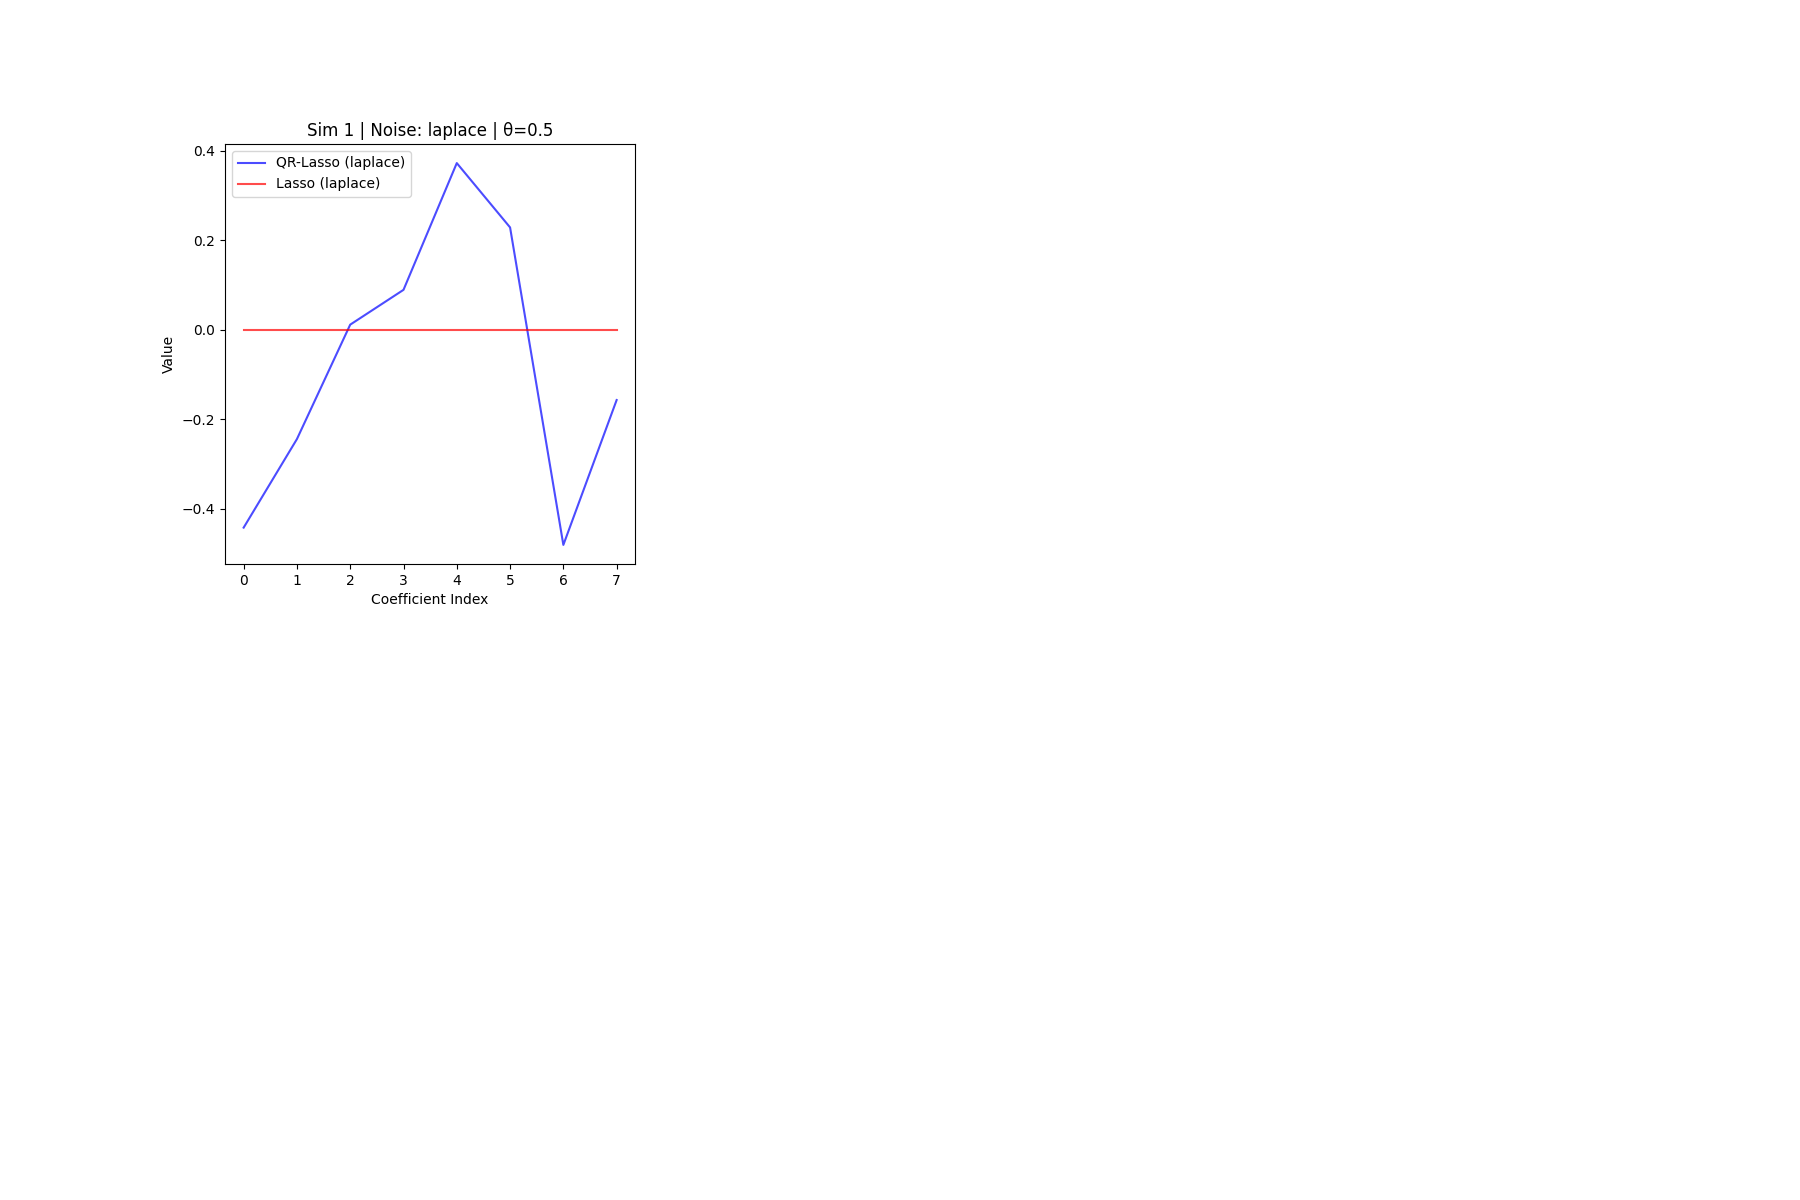 Sim 1 | Noise: laplace | θ=0.5
QR-Lasso (laplace)
Lasso (laplace)
0.4
0.2
0.0
−0.2
−0.4
Value
0 1 2 3 4 5 6 7
Coefficient Index